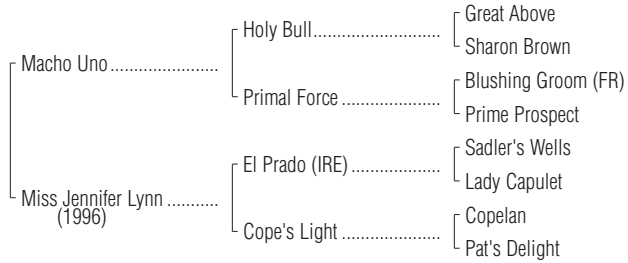 Great Above
Holy Bull....................
Sharon Brown
Macho Uno .....................
Blushing Groom (FR)
Primal Force ................
Prime Prospect
Sadler's Wells
El Prado (IRE) ..................
Lady Capulet
Miss Jennifer Lynn ..........
(1996)
Copelan
Cope's Light ..................
Pat's Delight